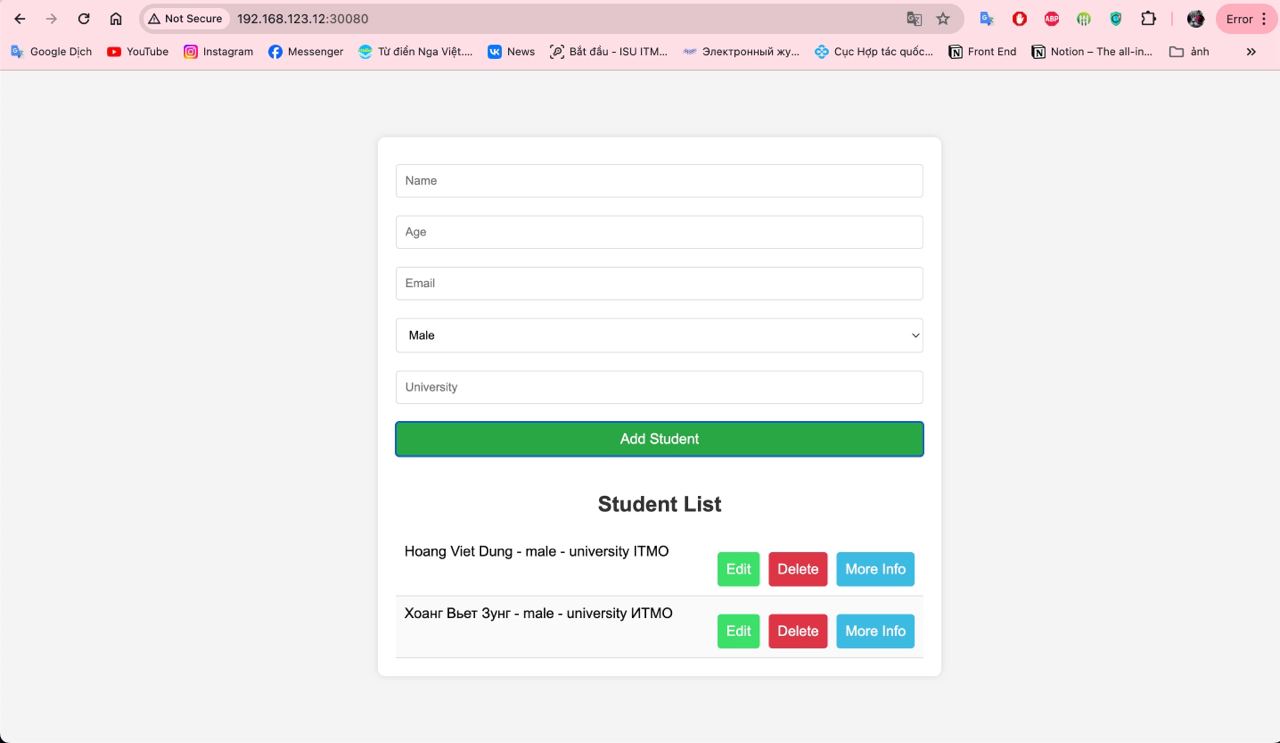 Not Secure 192.168.123.12:30080 ABP Error
Google Dịch YouTube Instagram Messenger Từ điển Nga Việt.... News Bắt đầu - ISU ITM... Электронный жу... Cục Hợp tác quốc... Front End Notion – The all-in... ảnh
Name
Age
Email
Male
University
Add Student
Student List
Hoang Viet Dung - male - university ITMO
Edit Delete More Info
Хоанг Вьет Зунг - male - university ИТМО
Edit Delete More Info